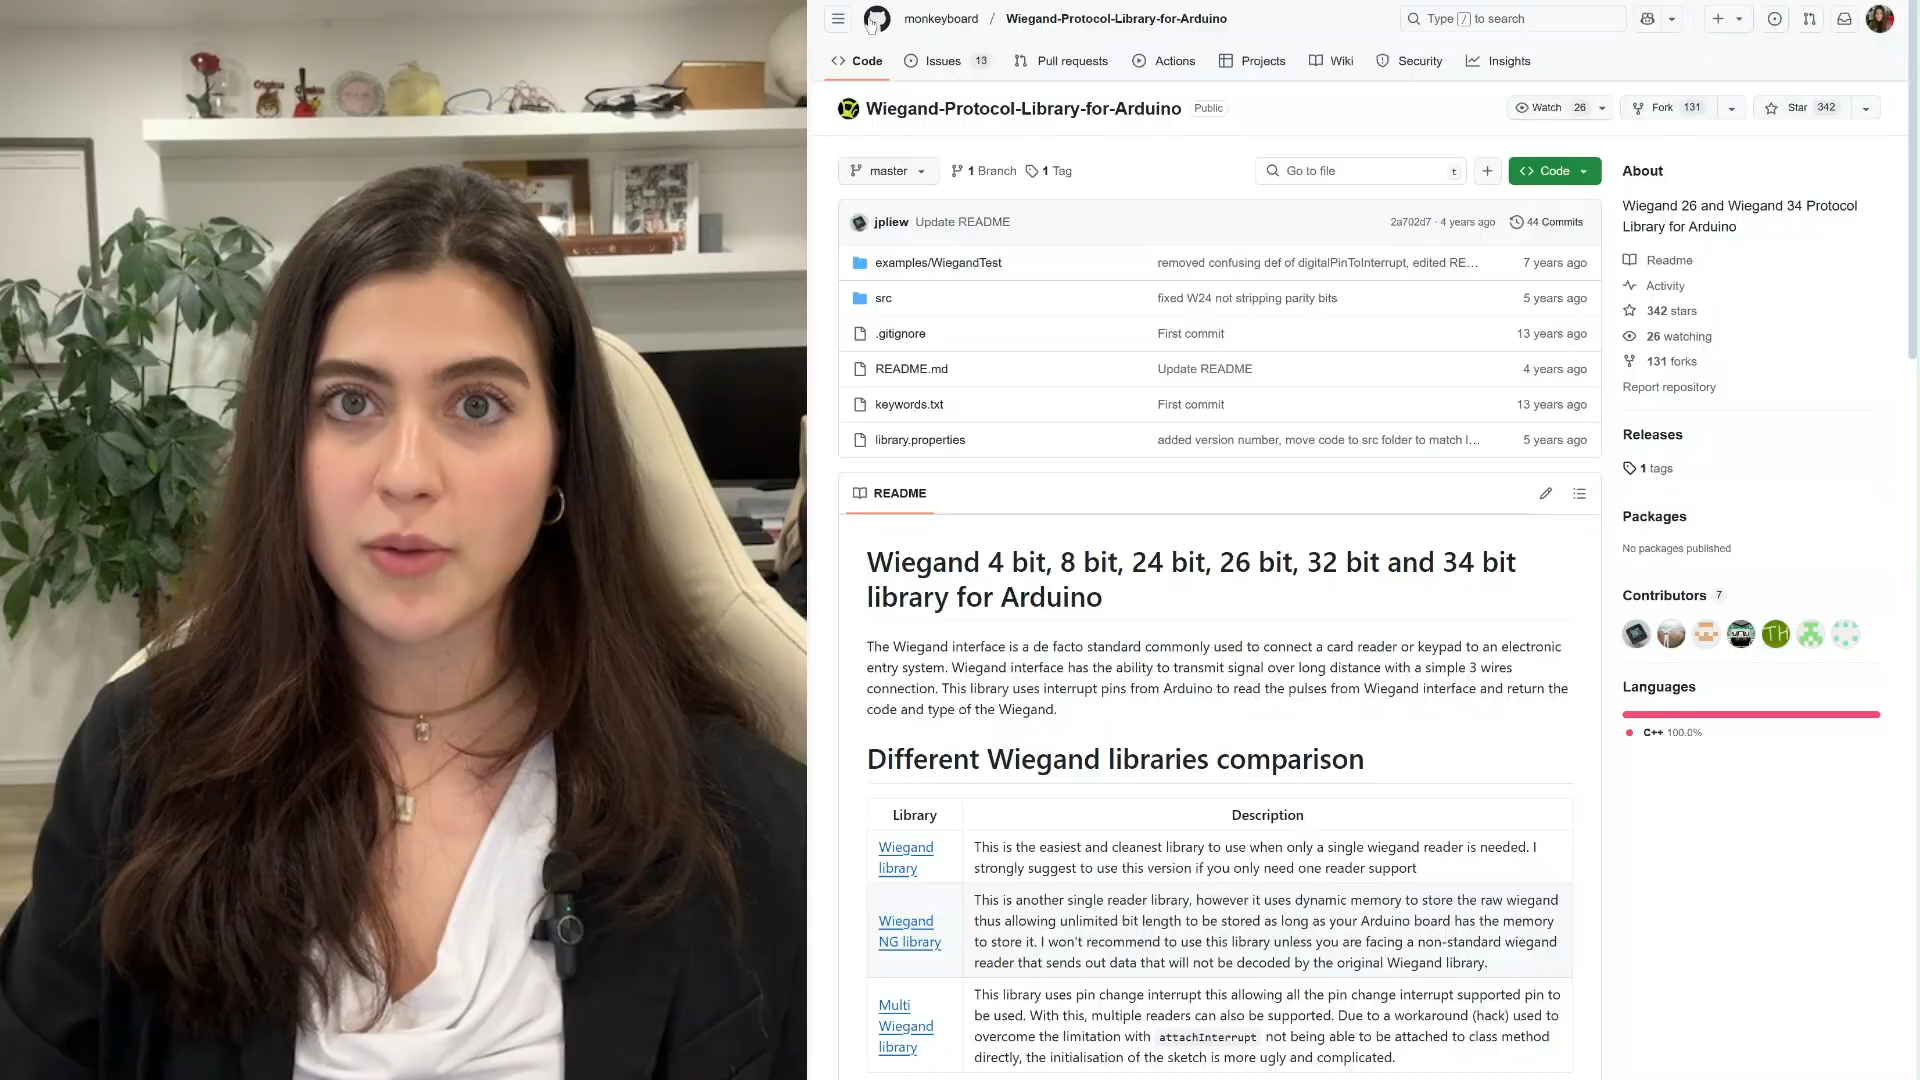 monkeyboard / Wiegand-Protocol-Library-for-Arduino
Type / to search
Code Issues 13 Pull requests Actions Projects Wiki Security Insights
Wiegand-Protocol-Library-for-Arduino Public
Watch 26 Fork 131 Star 342
master 1 Branch 1 Tag Go to file t + Code
jpliew Update README 2a702d7 · 4 years ago 44 Commits
examples/WiegandTest removed confusing def of digitalPinToInterrupt, edited RE... 7 years ago
src fixed W24 not stripping parity bits 5 years ago
.gitignore First commit 13 years ago
README.md Update README 4 years ago
keywords.txt First commit 13 years ago
library.properties added version number, move code to src folder to match l... 5 years ago
README
Wiegand 4 bit, 8 bit, 24 bit, 26 bit, 32 bit and 34 bit
library for Arduino
The Wiegand interface is a de facto standard commonly used to connect a card reader or keypad to an electronic
entry system. Wiegand interface has the ability to transmit signal over long distance with a simple 3 wires
connection. This library uses interrupt pins from Arduino to read the pulses from Wiegand interface and return the
code and type of the Wiegand.
Different Wiegand libraries comparison
Library Description
Wiegand
library
This is the easiest and cleanest library to use when only a single wiegand reader is needed. I
strongly suggest to use this version if you only need one reader support
Wiegand
NG library
This is another single reader library, however it uses dynamic memory to store the raw wiegand
thus allowing unlimited bit length to be stored as long as your Arduino board has the memory
to store it. I won't recommend to use this library unless you are facing a non-standard wiegand
reader that sends out data that will not be decoded by the original Wiegand library.
Multi
Wiegand
library
This library uses pin change interrupt this allowing all the pin change interrupt supported pin to
be used. With this, multiple readers can also be supported. Due to a workaround (hack) used to
overcome the limitation with attachInterrupt not being able to be attached to class method
directly, the initialisation of the sketch is more ugly and complicated.
About
Wiegand 26 and Wiegand 34 Protocol
Library for Arduino
Readme
Activity
342 stars
26 watching
131 forks
Report repository
Releases
1 tags
Packages
No packages published
Contributors 7
TH
Languages
C++ 100.0%